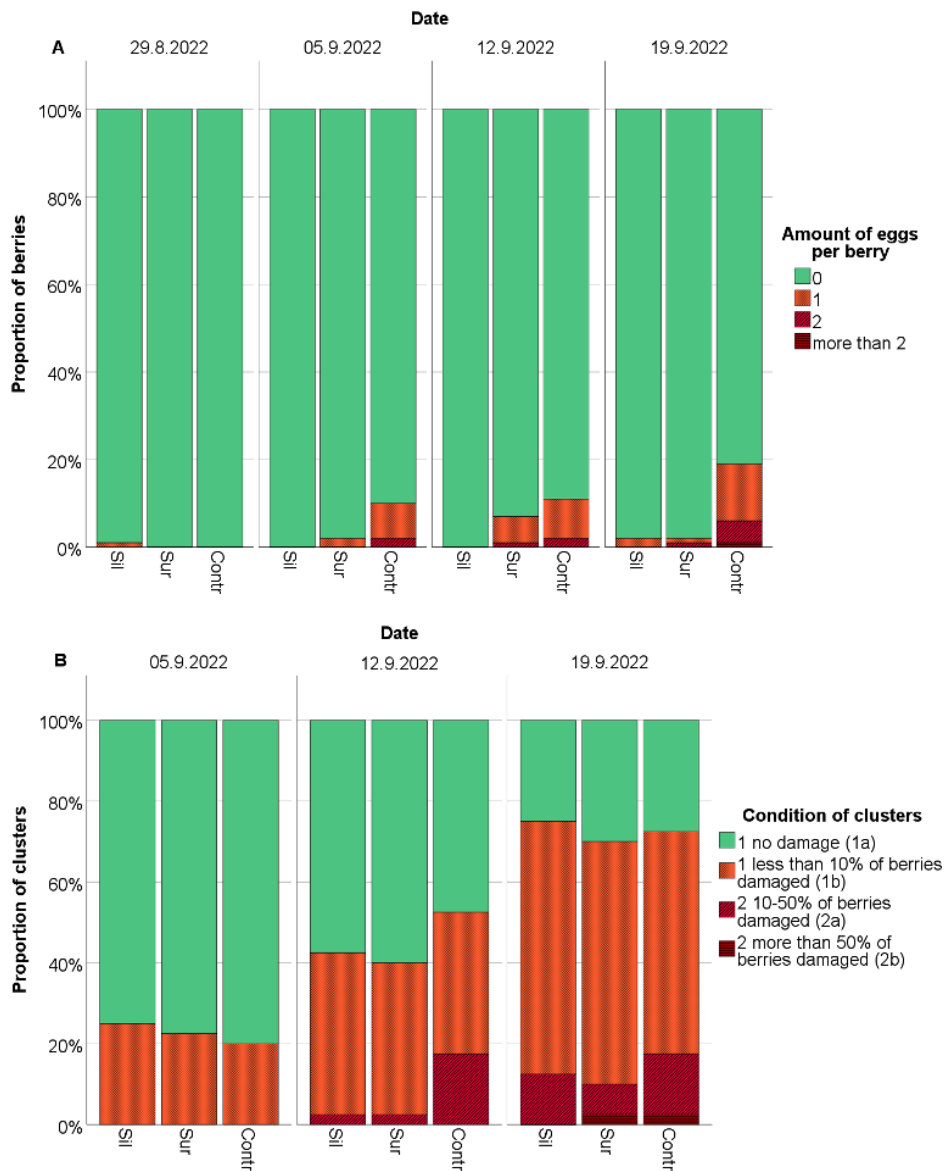 Date
A
29.8.2022 05.9.2022 12.9.2022 19.9.2022
100%
80%
60%
40%
20%
0%
Proportion of berries
Sil Sur Contr Sil Sur Contr Sil Sur Contr Sil Sur Contr
Amount of eggs
per berry
0
1
2
more than 2
Date
B
05.9.2022 12.9.2022 19.9.2022
100%
80%
60%
40%
20%
0%
Proportion of clusters
Sil Sur Contr Sil Sur Contr Sil Sur Contr
Condition of clusters
1 no damage (1a)
1 less than 10% of berries
damaged (1b)
2 10-50% of berries
damaged (2a)
2 more than 50% of
berries damaged (2b)